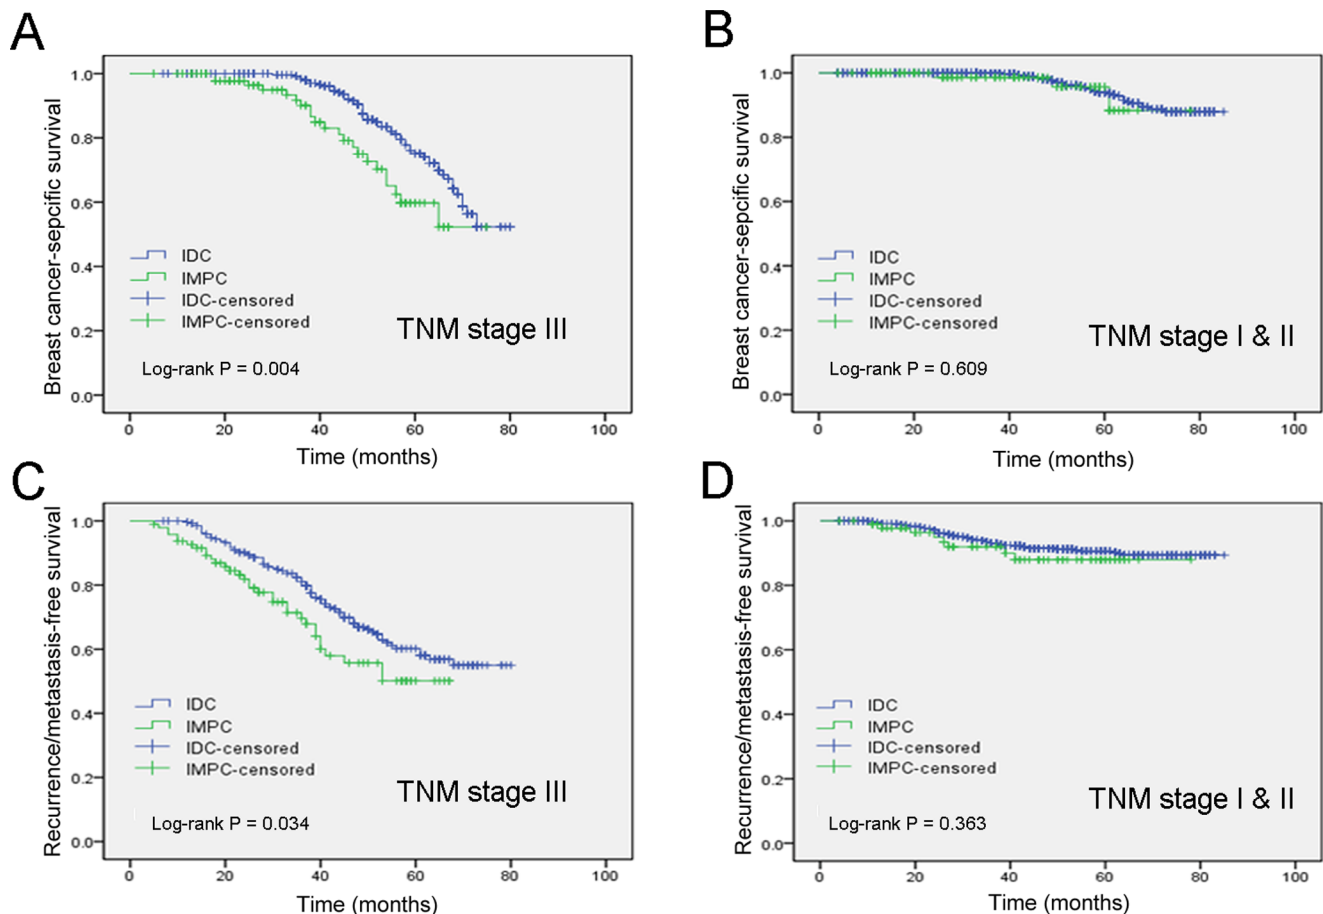 A
Breast cancer-sepcific survival
1.0
0.8
0.6
0.4
0.2
0.0
IDC
IMPC
IDC-censored
IMPC-censored
TNM stage III
Log-rank P = 0.004
0 20 40 60 80 100
Time (months)
B
Breast cancer-sepcific survival
1.0
0.8
0.6
0.4
0.2
0.0
IDC
IMPC
IDC-censored
IMPC-censored
TNM stage I & II
Log-rank P = 0.609
0 20 40 60 80 100
Time (months)
C
Recurrence/metastasis-free survival
1.0
0.8
0.6
0.4
0.2
0.0
IDC
IMPC
IDC-censored
IMPC-censored
TNM stage III
Log-rank P = 0.034
0 20 40 60 80 100
Time (months)
D
Recurrence/metastasis-free survival
1.0
0.8
0.6
0.4
0.2
0.0
IDC
IMPC
IDC-censored
IMPC-censored
TNM stage I & II
Log-rank P = 0.363
0 20 40 60 80 100
Time (months)